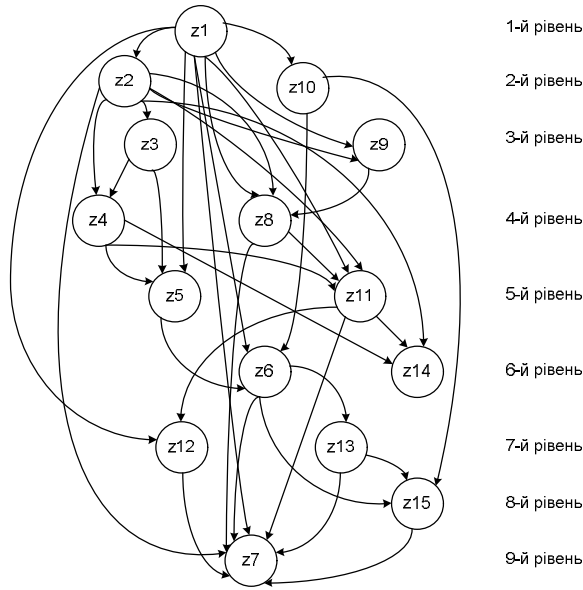 z1 1-й рівень
z2 z10 2-й рівень
z3 z9 3-й рівень
z4 z8 4-й рівень
z5 z11 5-й рівень
z6 z14 6-й рівень
z12 z13 7-й рівень
z15 8-й рівень
z7 9-й рівень